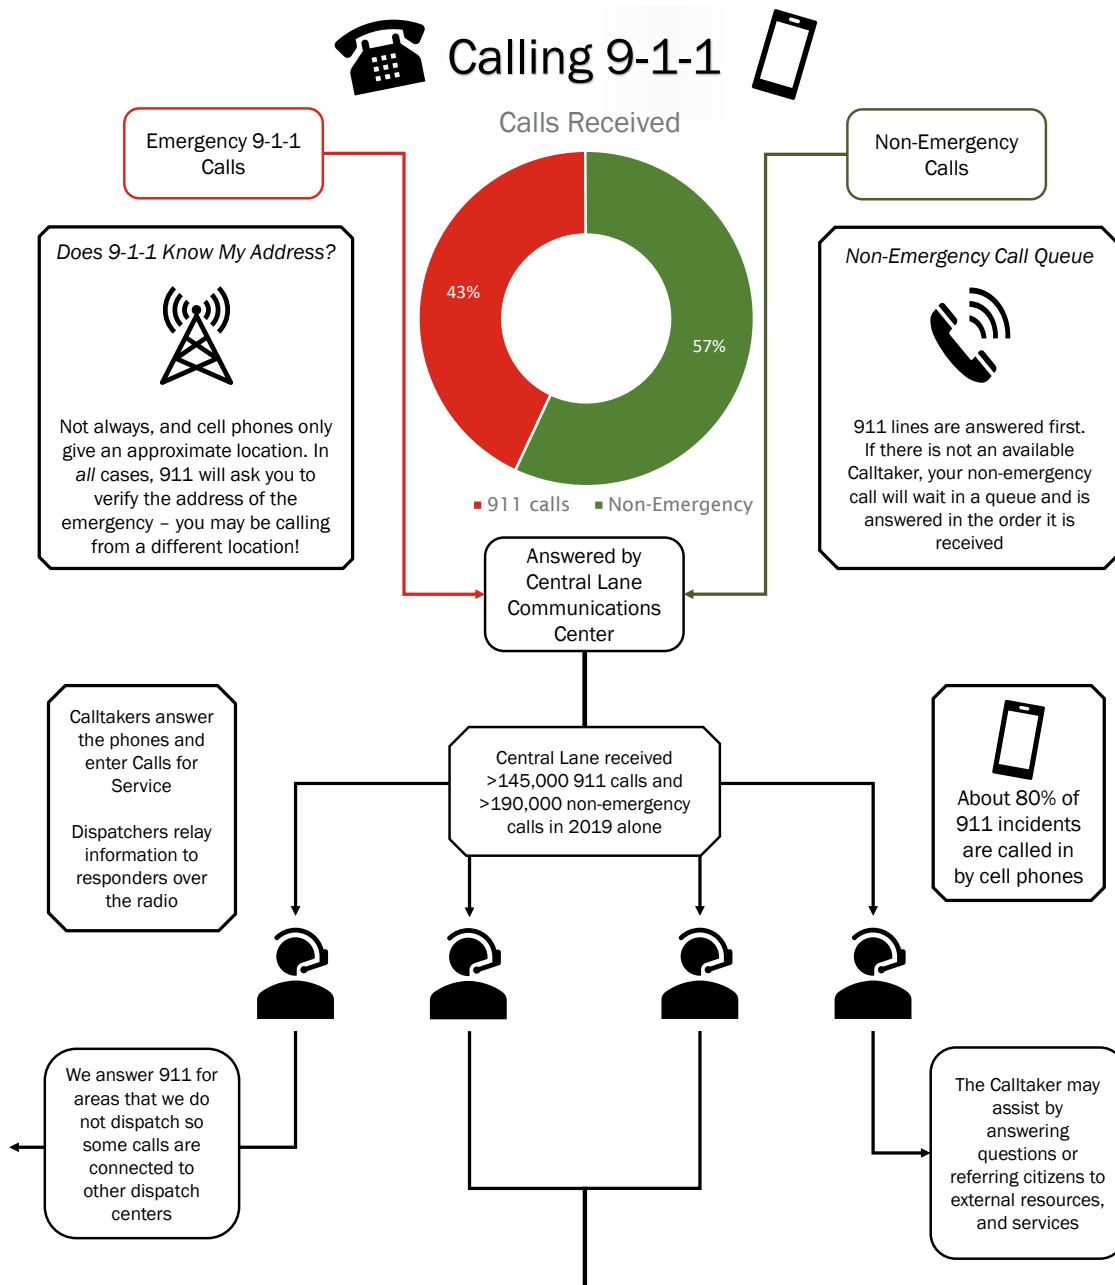 Calling 9-1-1
Calls Received
Emergency 9-1-1
Calls
Non-Emergency
Calls
Does 9-1-1 Know My Address?
Not always, and cell phones only
give an approximate location. In
all cases, 911 will ask you to
verify the address of the
emergency – you may be calling
from a different location!
43%
57%
911 calls
Non-Emergency
Non-Emergency Call Queue
911 lines are answered first.
If there is not an available
Calltaker, your non-emergency
call will wait in a queue and is
answered in the order it is
received
Answered by
Central Lane
Communications
Center
Calltakers answer
the phones and
enter Calls for
Service
Dispatchers relay
information to
responders over
the radio
Central Lane received
>145,000 911 calls and
>190,000 non-emergency
calls in 2019 alone
About 80% of
911 incidents
are called in
by cell phones
We answer 911 for
areas that we do
not dispatch so
some calls are
connected to
other dispatch
centers
The Calltaker may
assist by
answering
questions or
referring citizens to
external resources,
and services